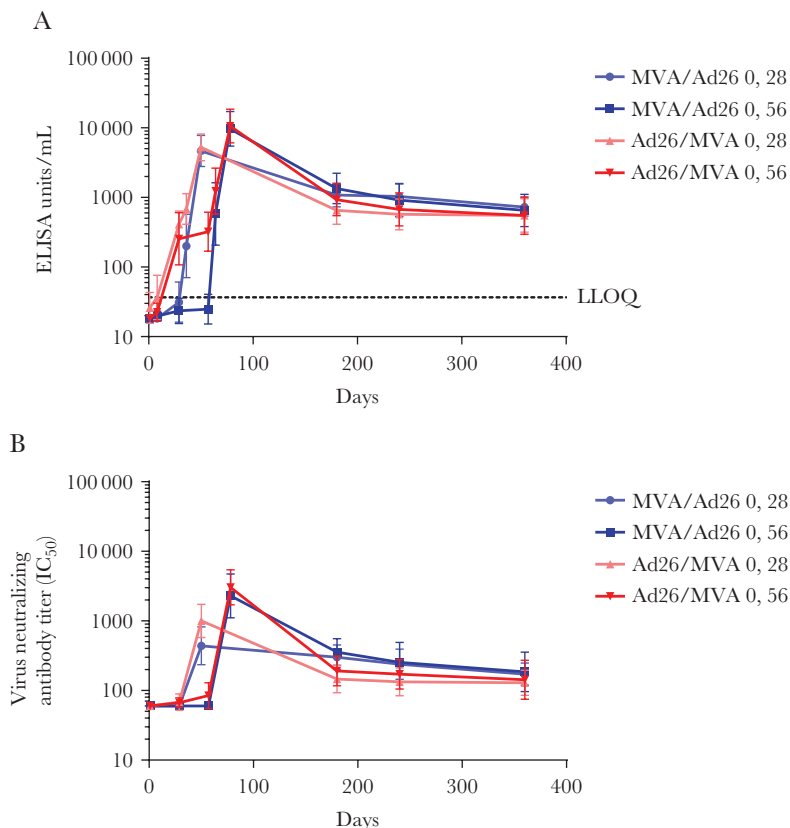 A
100 000
10 000
1000
100
10
ELISA units/mL
0
100
200
300
400
Days
LLOQ
MVA/Ad26 0, 28
MVA/Ad26 0, 56
Ad26/MVA 0, 28
Ad26/MVA 0, 56
B
100 000
10 000
1000
100
10
Virus neutralizing
antibody titer (IC50)
0
100
200
300
400
Days
MVA/Ad26 0, 28
MVA/Ad26 0, 56
Ad26/MVA 0, 28
Ad26/MVA 0, 56